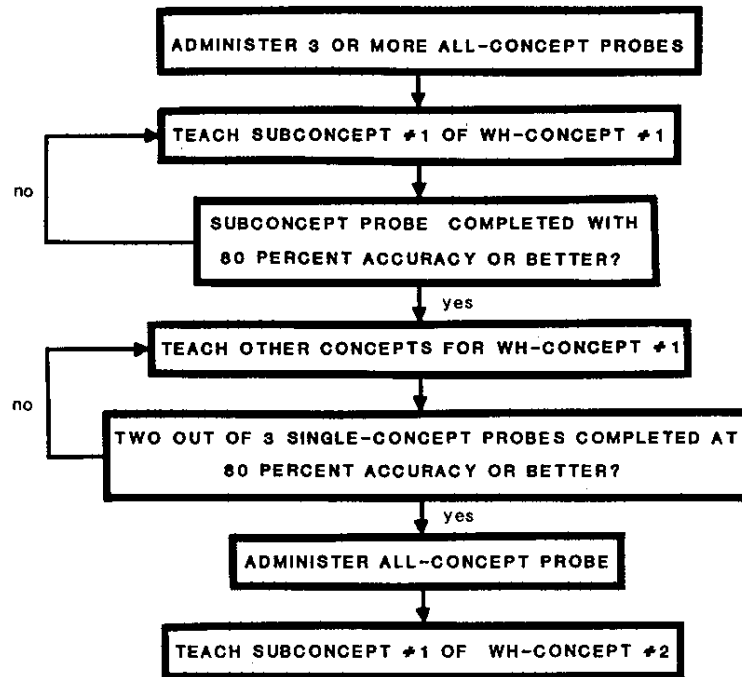 ADMINISTER 3 OR MORE ALL-CONCEPT PROBES
TEACH SUBCONCEPT #1 OF WH-CONCEPT #1
no
SUBCONCEPT PROBE COMPLETED WITH
80 PERCENT ACCURACY OR BETTER?
yes
TEACH OTHER CONCEPTS FOR WH-CONCEPT #1
no
TWO OUT OF 3 SINGLE-CONCEPT PROBES COMPLETED AT
80 PERCENT ACCURACY OR BETTER?
yes
ADMINISTER ALL-CONCEPT PROBE
TEACH SUBCONCEPT #1 OF WH-CONCEPT #2